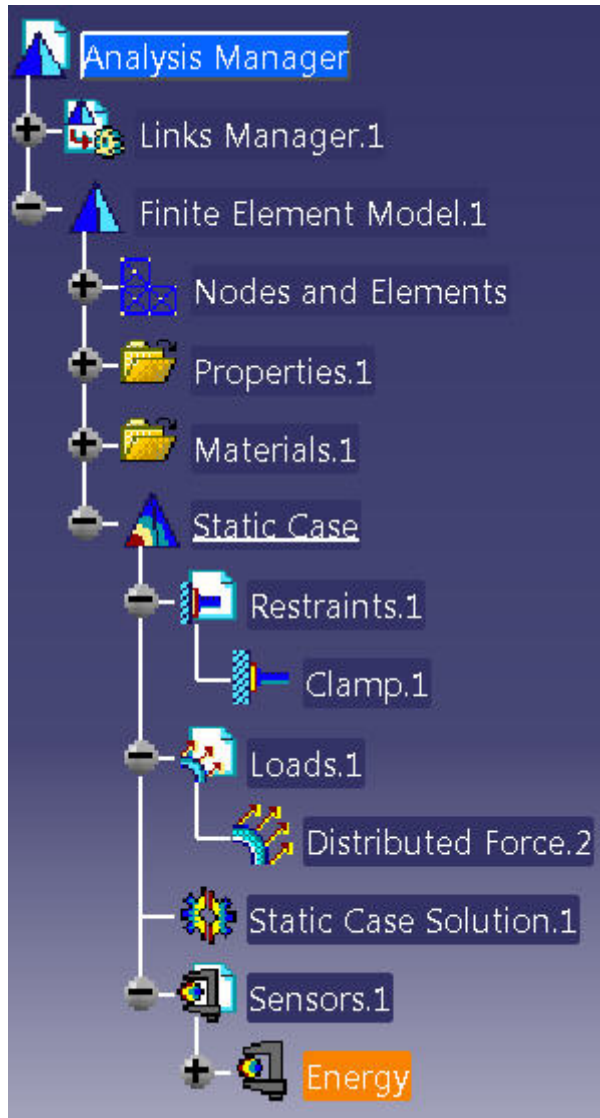 Analysis Manager
Links Manager.1
Finite Element Model.1
Nodes and Elements
Properties.1
Materials.1
Static Case
Restraints.1
Clamp.1
Loads.1
Distributed Force.2
Static Case Solution.1
Sensors.1
Energy